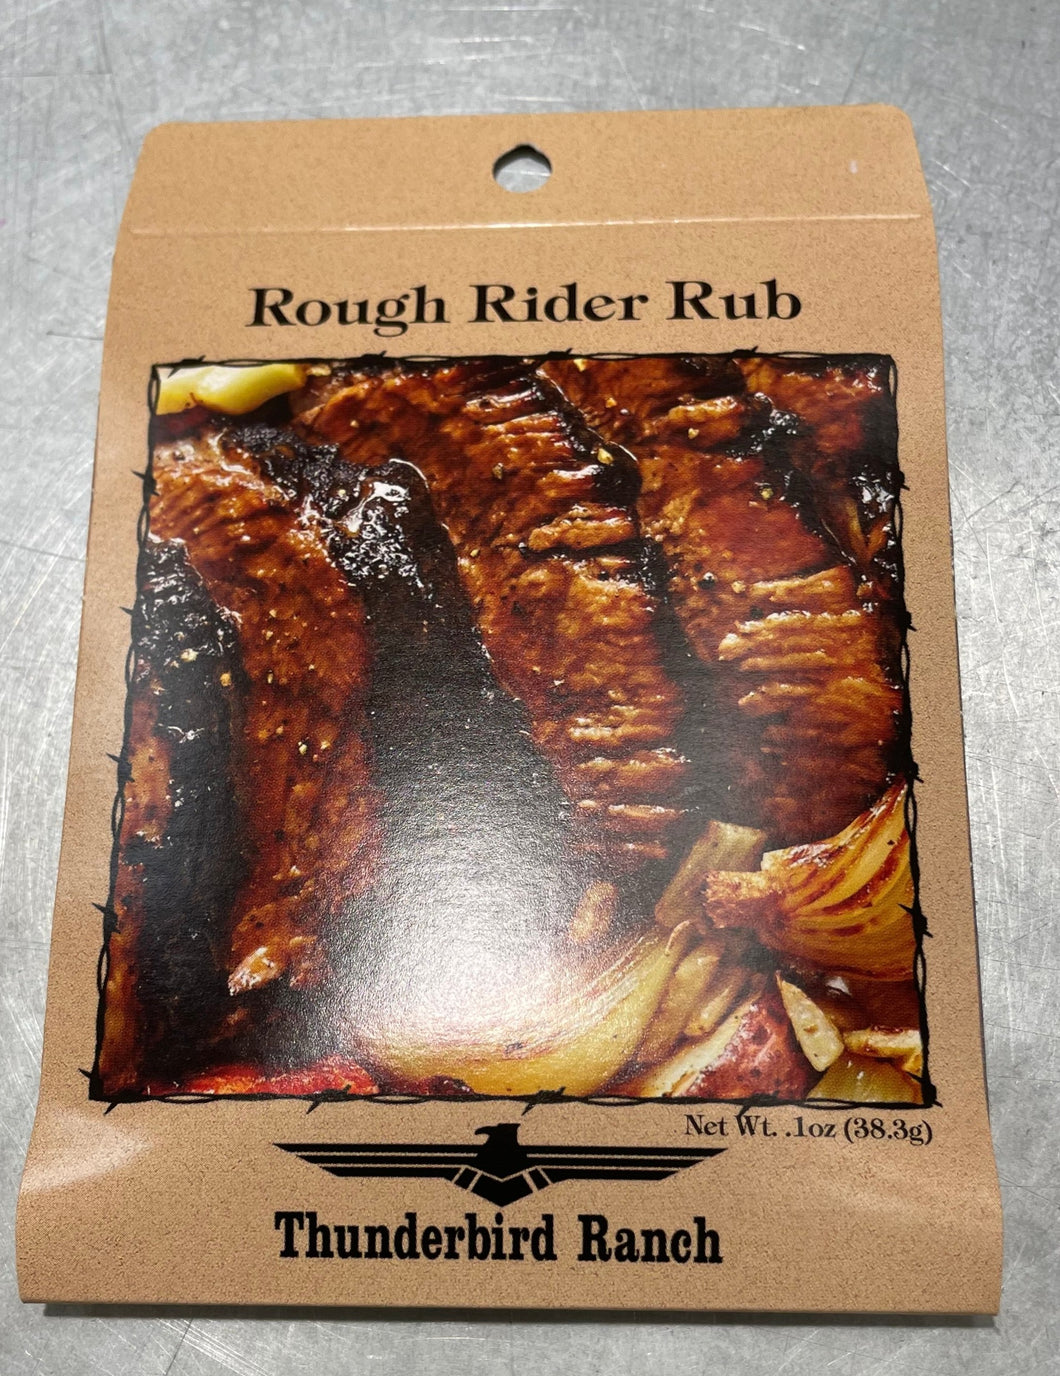 Rough Rider Rub
Net Wt. .1oz (38.3g)
Thunderbird Ranch